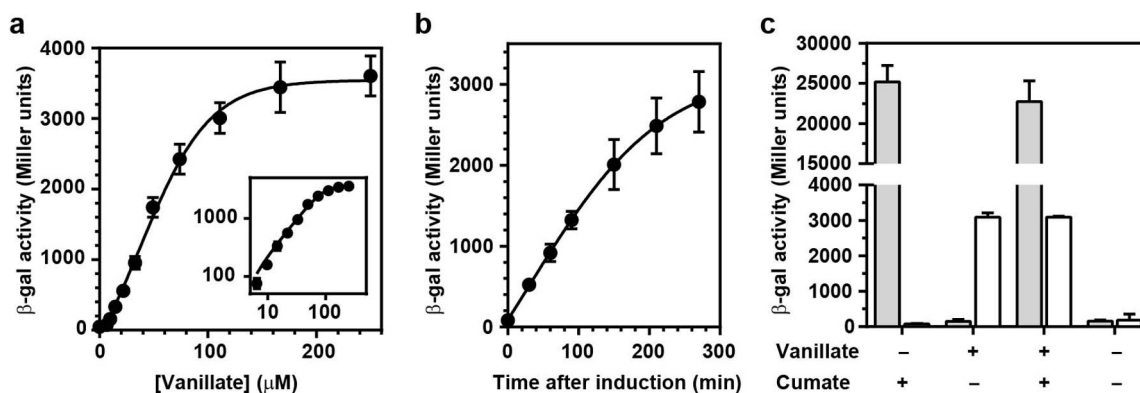 a
β-gal activity (Miller units)
4000
3000
2000
1000
0
0
200
[Vanillate] (μM)
1000
100
10
100
b
β-gal activity (Miller units)
3000
2000
1000
0
0
100
200
300
Time after induction (min)
c
β-gal activity (Miller units)
30000
25000
20000
15000
4000
3000
2000
1000
0
Vanillate – + + –
Cumate + – + –